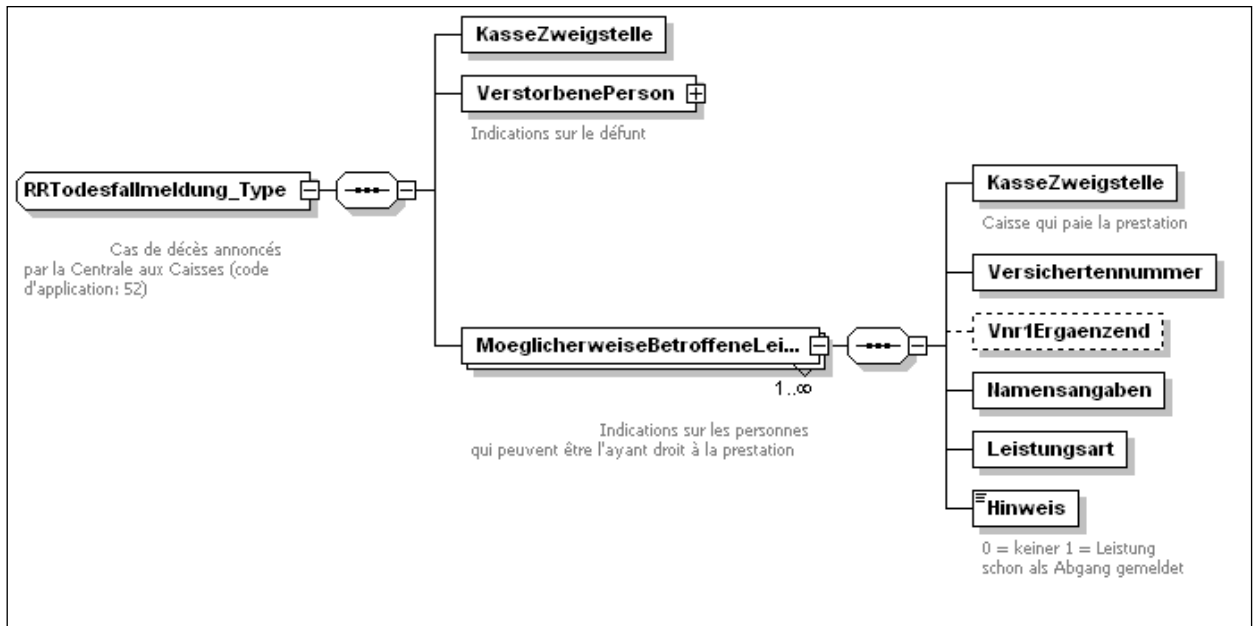 KasseZweigstelle
VerstorbenePerson
Indications sur le défunt
RRTodesfallmeldung_Type
Cas de décès annoncés
par la Centrale aux Caisses (code
d'application: 52)
MoeglicherweiseBetroffeneLei...
1..∞
Indications sur les personnes
qui peuvent être l'ayant droit à la prestation
KasseZweigstelle
Caisse qui paie la prestation
Versichertennummer
Vnr1Ergaenzend
Namensangaben
Leistungsart
Hinweis
0 = keiner 1 = Leistung
schon als Abgang gemeldet